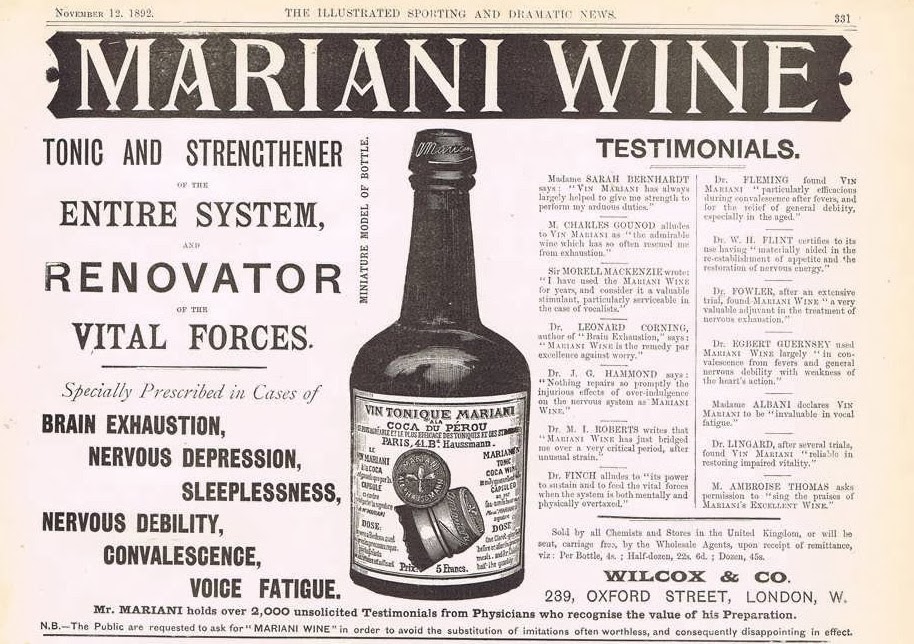 November 12, 1892.
THE ILLUSTRATED SPORTING AND DRAMATIC NEWS.
331
MARIANI WINE
TONIC AND STRENGTHENER
OF THE
ENTIRE SYSTEM,
AND
RENOVATOR
OF THE
VITAL FORCES.
Specially Prescribed in Cases of
BRAIN EXHAUSTION,
NERVOUS DEPRESSION,
SLEEPLESSNESS,
NERVOUS DEBILITY,
CONVALESCENCE,
VOICE FATIGUE.
MINIATURE MODEL OF BOTTLE.
Mariani
VIN TONIQUE MARIANI
A LA
COCA DU PÉROU
PARIS, 41.Bd. Haussmann.
VIN MARIANI
A la COCA
CAPSULE
DOSE:
MARIANI
TONIC
COCA WINE
CAPSULED
DOSE
Prix: 5 Francs.
TESTIMONIALS.
Madame SARAH BERNHARDT
says: "VIN MARIANI has always
largely helped to give me strength to
perform my arduous duties."
M. CHARLES GOUNOD alludes
to VIN MARIANI as "the admirable
wine which has so often rescued me
from exhaustion."
Sir MORELL MACKENZIE wrote:
"I have used the MARIANI WINE
for years, and consider it a valuable
stimulant, particularly serviceable in
the case of vocalists."
Dr. LEONARD CORNING,
author of "Brain Exhaustion," says:
"MARIANI WINE is the remedy par
excellence against worry."
Dr. J. G. HAMMOND says:
"Nothing repairs so promptly the
injurious effects of over-indulgence
on the nervous system as MARIANI
WINE."
Dr. M. I. ROBERTS writes that
"MARIANI WINE has just bridged
me over a very critical period, after
unusual strain."
Dr. FINCH alludes to "its power
to sustain and to feed the vital forces
when the system is both mentally and
physically overtaxed."
Dr. FLEMING found VIN
MARIANI "particularly efficacious
during convalescence after fevers, and
for the relief of general debility,
especially in the aged."
Dr. W. H. FLINT certifies to its
use having "materially aided in the
re-establishment of appetite and the
restoration of nervous energy."
Dr. FOWLER, after an extensive
trial, found MARIANI WINE "a very
valuable adjuvant in the treatment of
nervous exhaustion."
Dr. EGBERT GUERNSEY used
MARIANI WINE largely "in con-
valescence from fevers and general
nervous debility with weakness of
the heart's action."
Madame ALBANI declares VIN
MARIANI to be "invaluable in vocal
fatigue."
Dr. LINGARD, after several trials,
found VIN MARIANI "reliable in
restoring impaired vitality."
M. AMBROISE THOMAS asks
permission to "sing the praises of
MARIANI'S EXCELLENT WINE."
Sold by all Chemists and Stores in the United Kingdom, or will be
sent, carriage free, by the Wholesale Agents, upon receipt of remittance,
viz: Per Bottle, 4s. ; Half-dozen, 22s. 6d. ; Dozen, 45s.
WILCOX & CO.
239, OXFORD STREET, LONDON, W.
Mr. MARIANI holds over 2,000 unsolicited Testimonials from Physicians who recognise the value of his Preparation.
N.B.—The Public are requested to ask for "MARIANI WINE" in order to avoid the substitution of imitations often worthless, and consequently disappointing in effect.